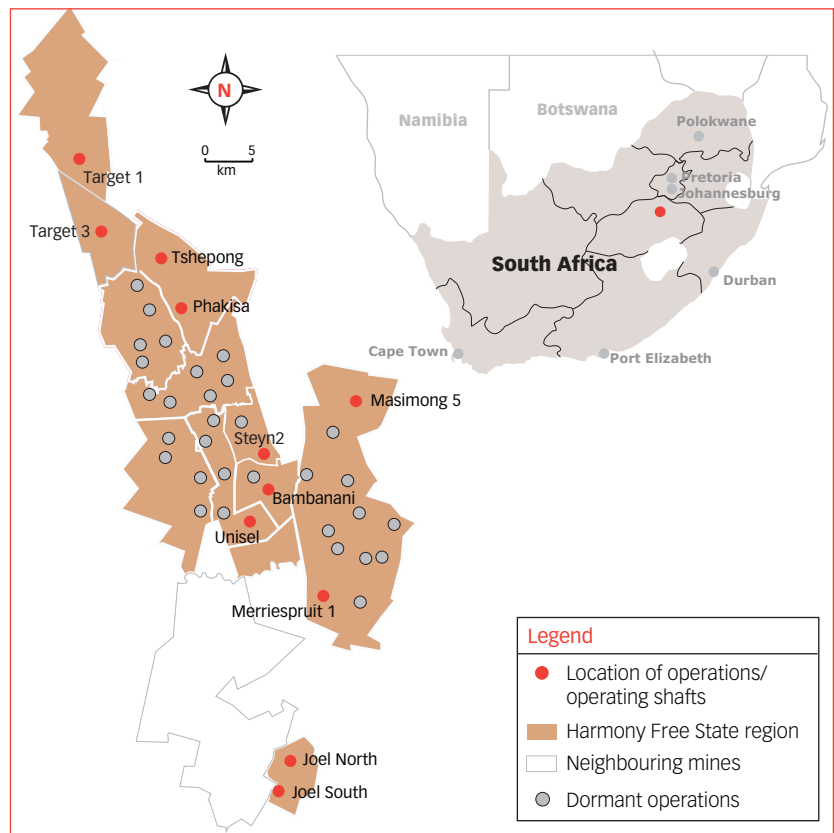 N
0 5
km
Target 1
Target 3
Tshepong
Phakisa
Masimong 5
Steyn2
Bambanani
Unisel
Merriespruit 1
Joel North
Joel South
Namibia
Botswana
Polokwane
Pretoria
Johannesburg
South Africa
Durban
Cape Town
Port Elizabeth
Legend
Location of operations/
operating shafts
Harmony Free State region
Neighbouring mines
Dormant operations